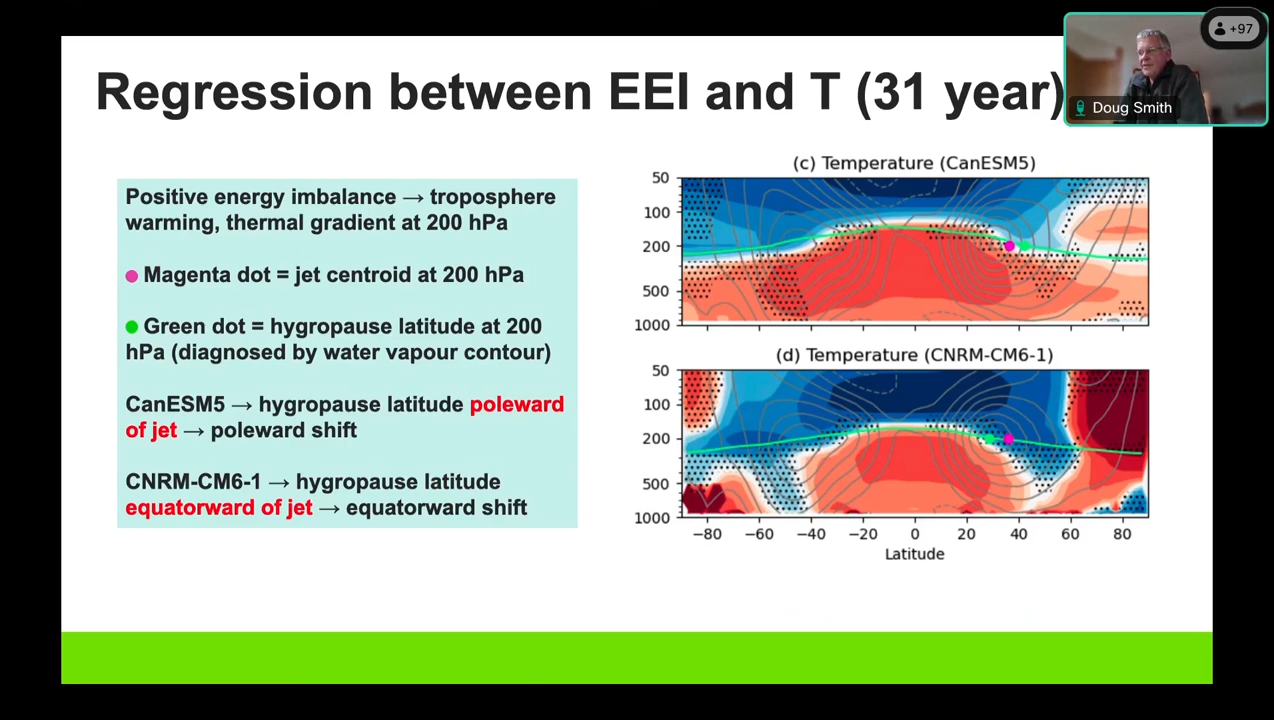 Regression between EEI and T (31 year)
+97
Doug Smith
Positive energy imbalance → troposphere
warming, thermal gradient at 200 hPa
Magenta dot = jet centroid at 200 hPa
Green dot = hygropause latitude at 200
hPa (diagnosed by water vapour contour)
CanESM5 → hygropause latitude poleward
of jet → poleward shift
CNRM-CM6-1 → hygropause latitude
equatorward of jet → equatorward shift
(c) Temperature (CanESM5)
50
100
200
500
1000
(d) Temperature (CNRM-CM6-1)
50
100
200
500
1000
−80 −60 −40 −20 0 20 40 60 80
Latitude